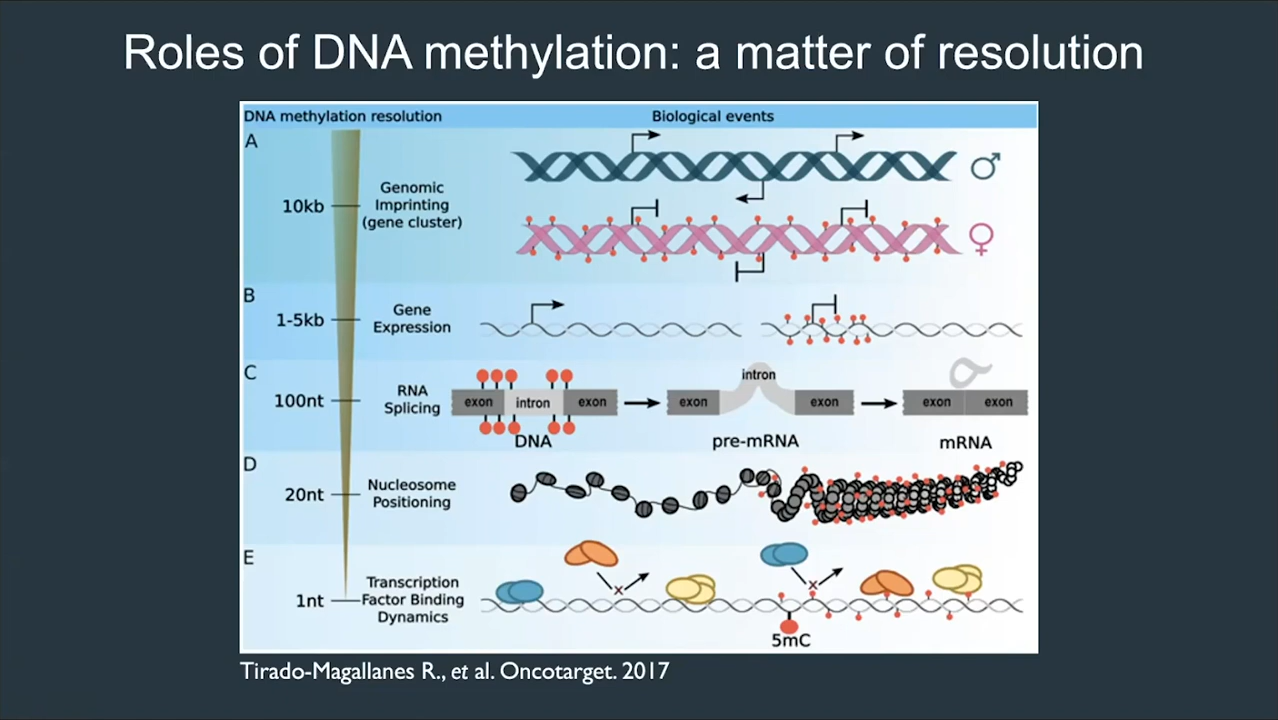 Roles of DNA methylation: a matter of resolution
DNA methylation resolution
Biological events
A
10kb
Genomic
Imprinting
(gene cluster)
♂
♀
B
1-5kb
Gene
Expression
C
100nt
RNA
Splicing
exon
intron
exon
DNA
exon
intron
exon
pre-mRNA
exon
exon
mRNA
D
20nt
Nucleosome
Positioning
E
1nt
Transcription
Factor Binding
Dynamics
x
x
5mC
Tirado-Magallanes R., et al. Oncotarget. 2017